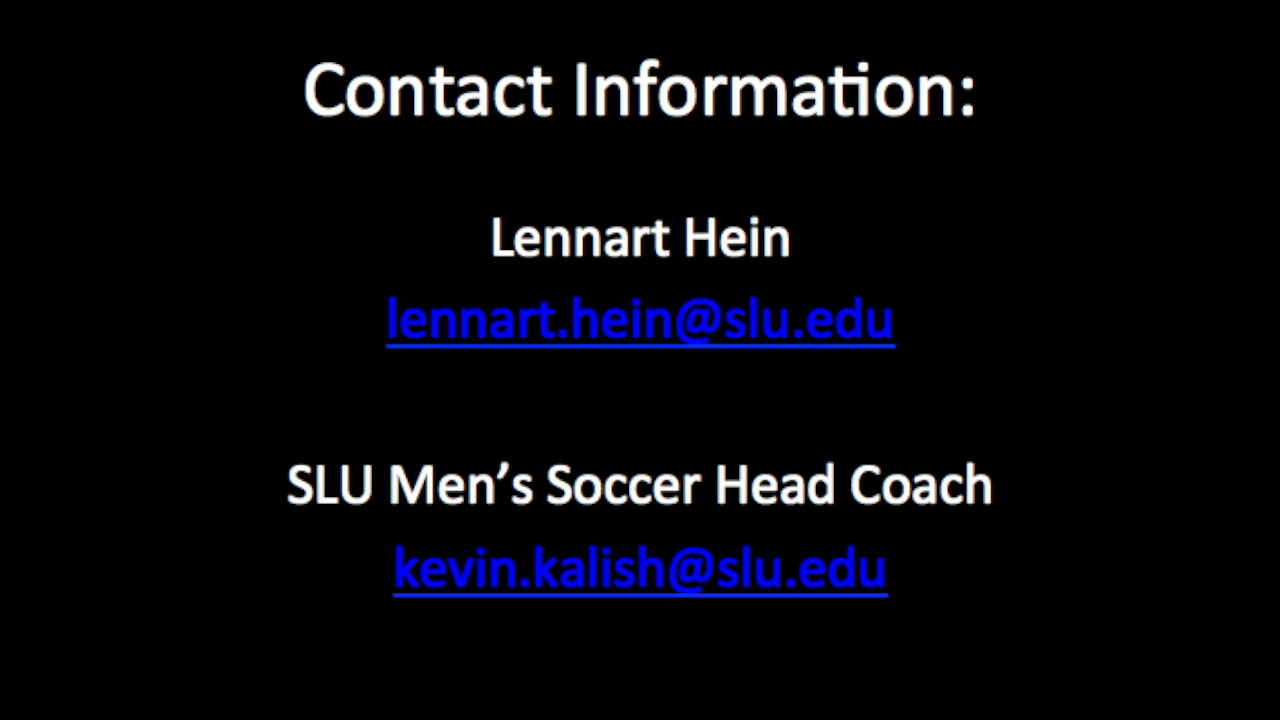 Contact Information:
Lennart Hein
lennart.hein@slu.edu
SLU Men’s Soccer Head Coach
kevin.kalish@slu.edu